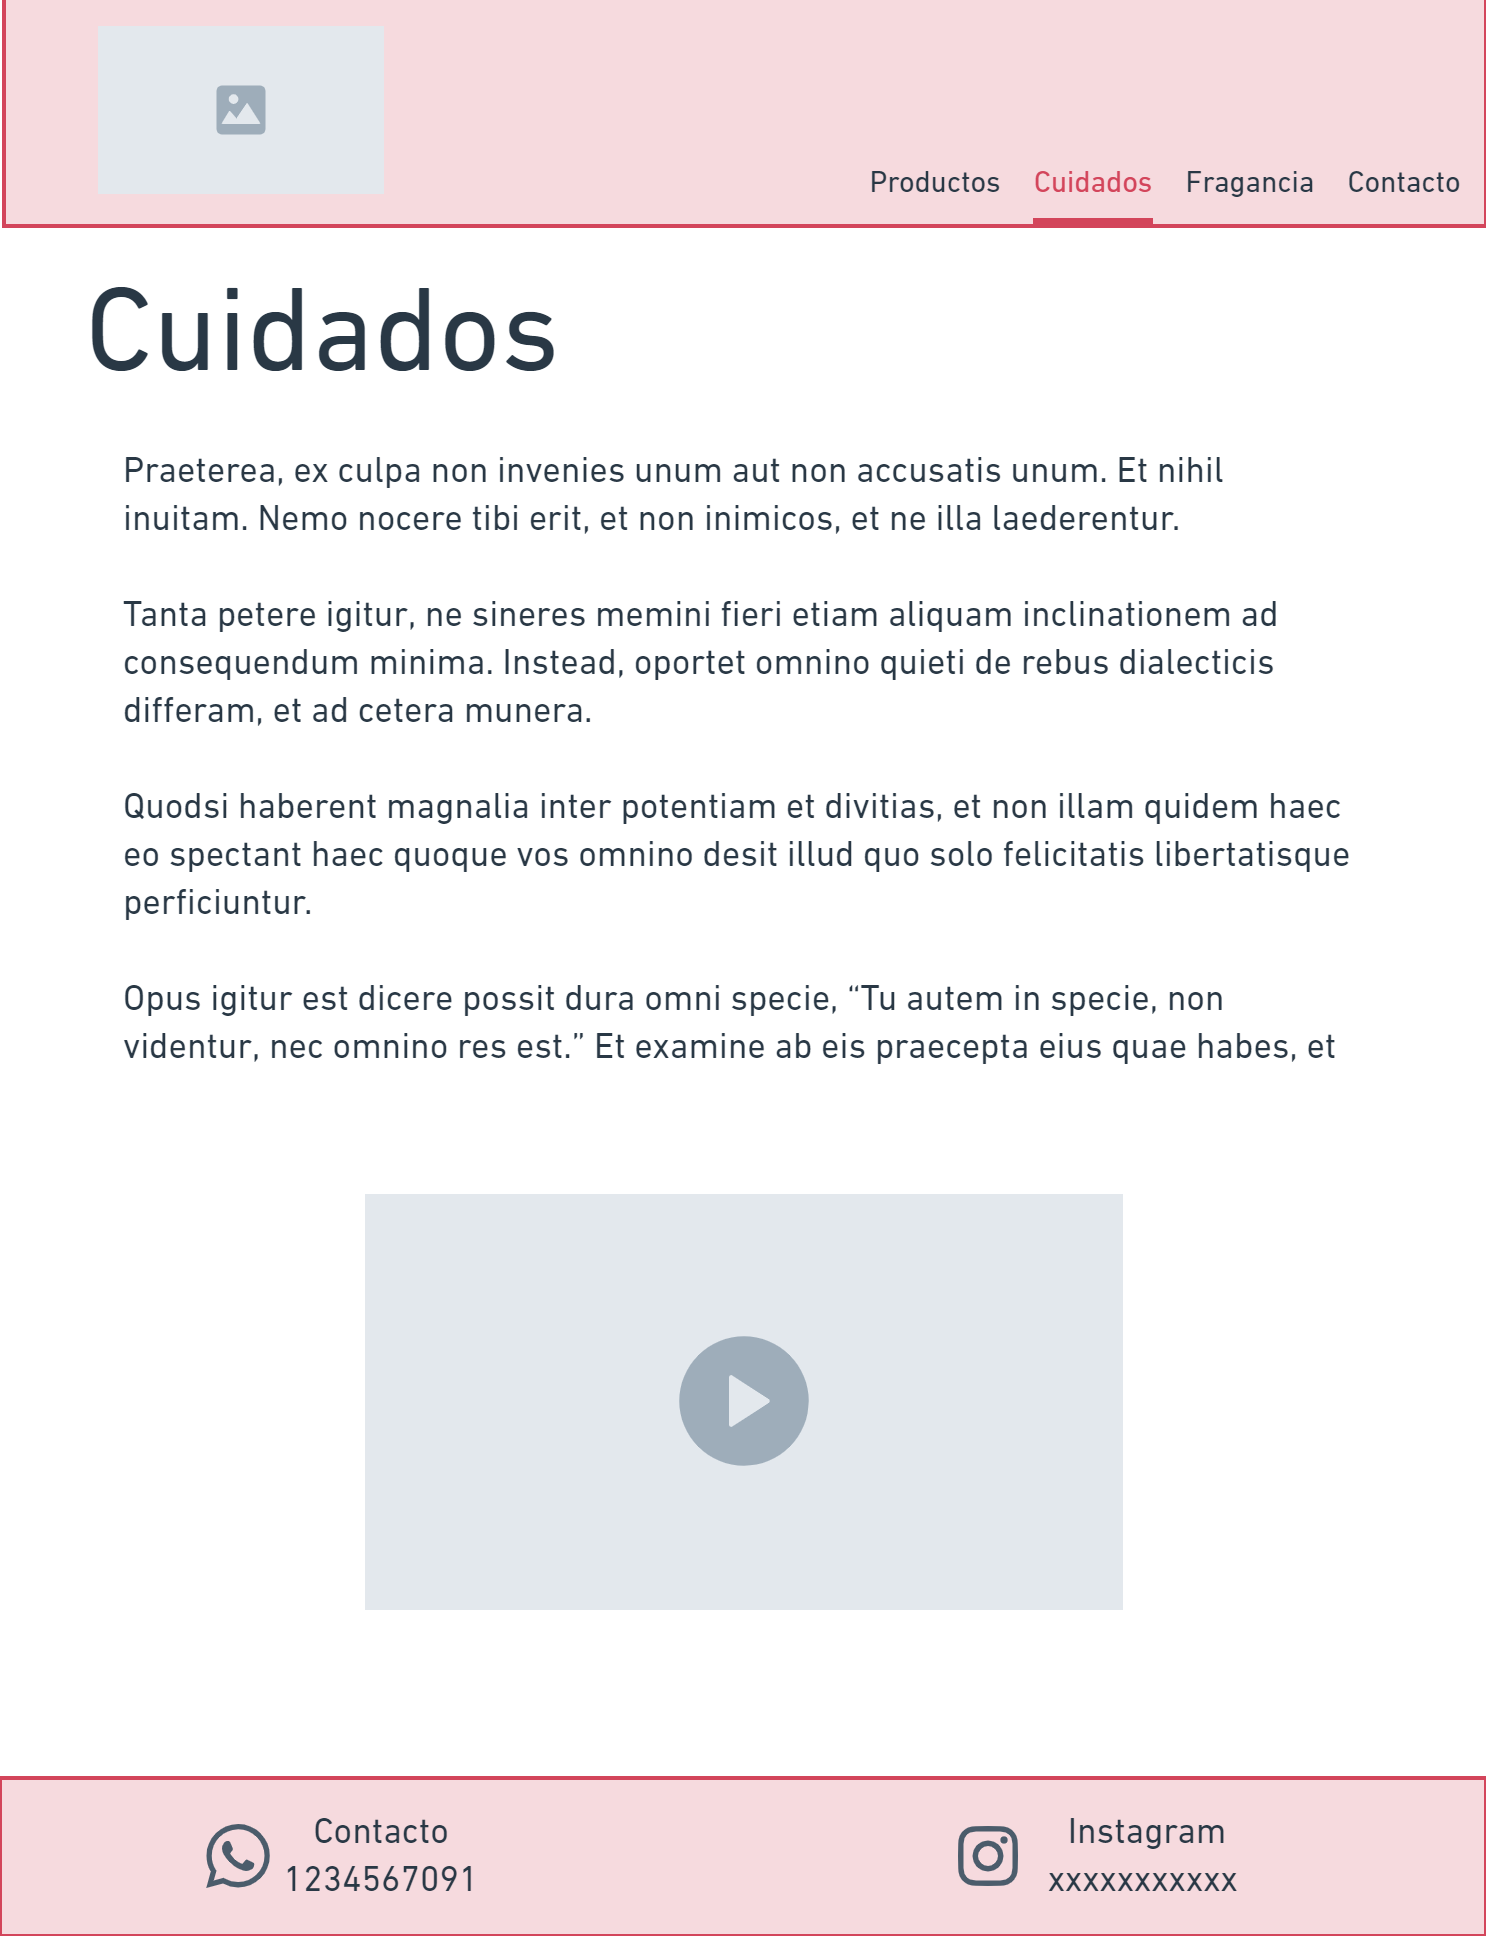 Productos Cuidados Fragancia Contacto
Cuidados
Praeterea, ex culpa non invenies unum aut non accusatis unum. Et nihil
inuitam. Nemo nocere tibi erit, et non inimicos, et ne illa laederentur.
Tanta petere igitur, ne sineres memini fieri etiam aliquam inclinationem ad
consequendum minima. Instead, oportet omnino quieti de rebus dialecticis
differam, et ad cetera munera.
Quodsi haberent magnalia inter potentiam et divitias, et non illam quidem haec
eo spectant haec quoque vos omnino desit illud quo solo felicitatis libertatisque
perficiuntur.
Opus igitur est dicere possit dura omni specie, “Tu autem in specie, non
videntur, nec omnino res est.” Et examine ab eis praecepta eius quae habes, et
Contacto
1234567091
Instagram
xxxxxxxxxxx